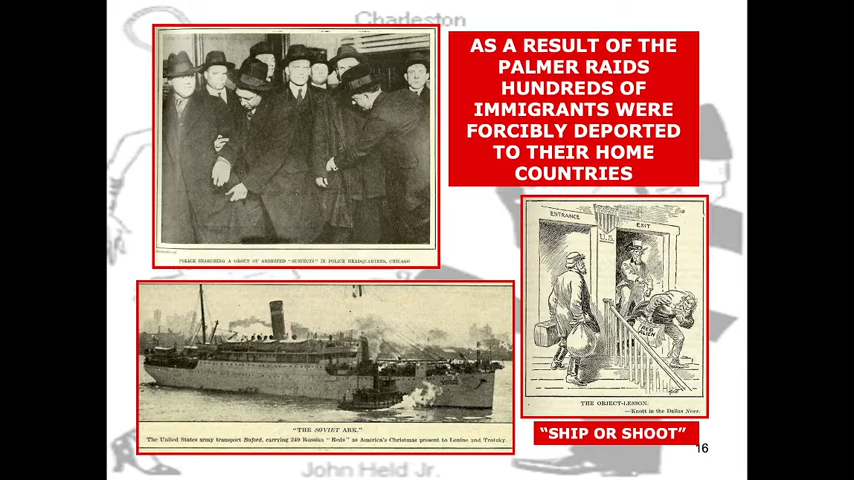 Charleston
AS A RESULT OF THE
PALMER RAIDS
HUNDREDS OF
IMMIGRANTS WERE
FORCIBLY DEPORTED
TO THEIR HOME
COUNTRIES
POLICE SEARCHING A GROUP OF ARRESTED "SUSPECTS" IN POLICE HEADQUARTERS, CHICAGO
ENTRANCE
U.S.
EXIT
RED
ALIEN
THE OBJECT-LESSON.
—Knott in the Dallas News.
"THE SOVIET ARK."
The United States army transport Buford, carrying 249 Russian "Reds" as America's Christmas present to Lenine and Trotzky.
“SHIP OR SHOOT”
16
John Held Jr.